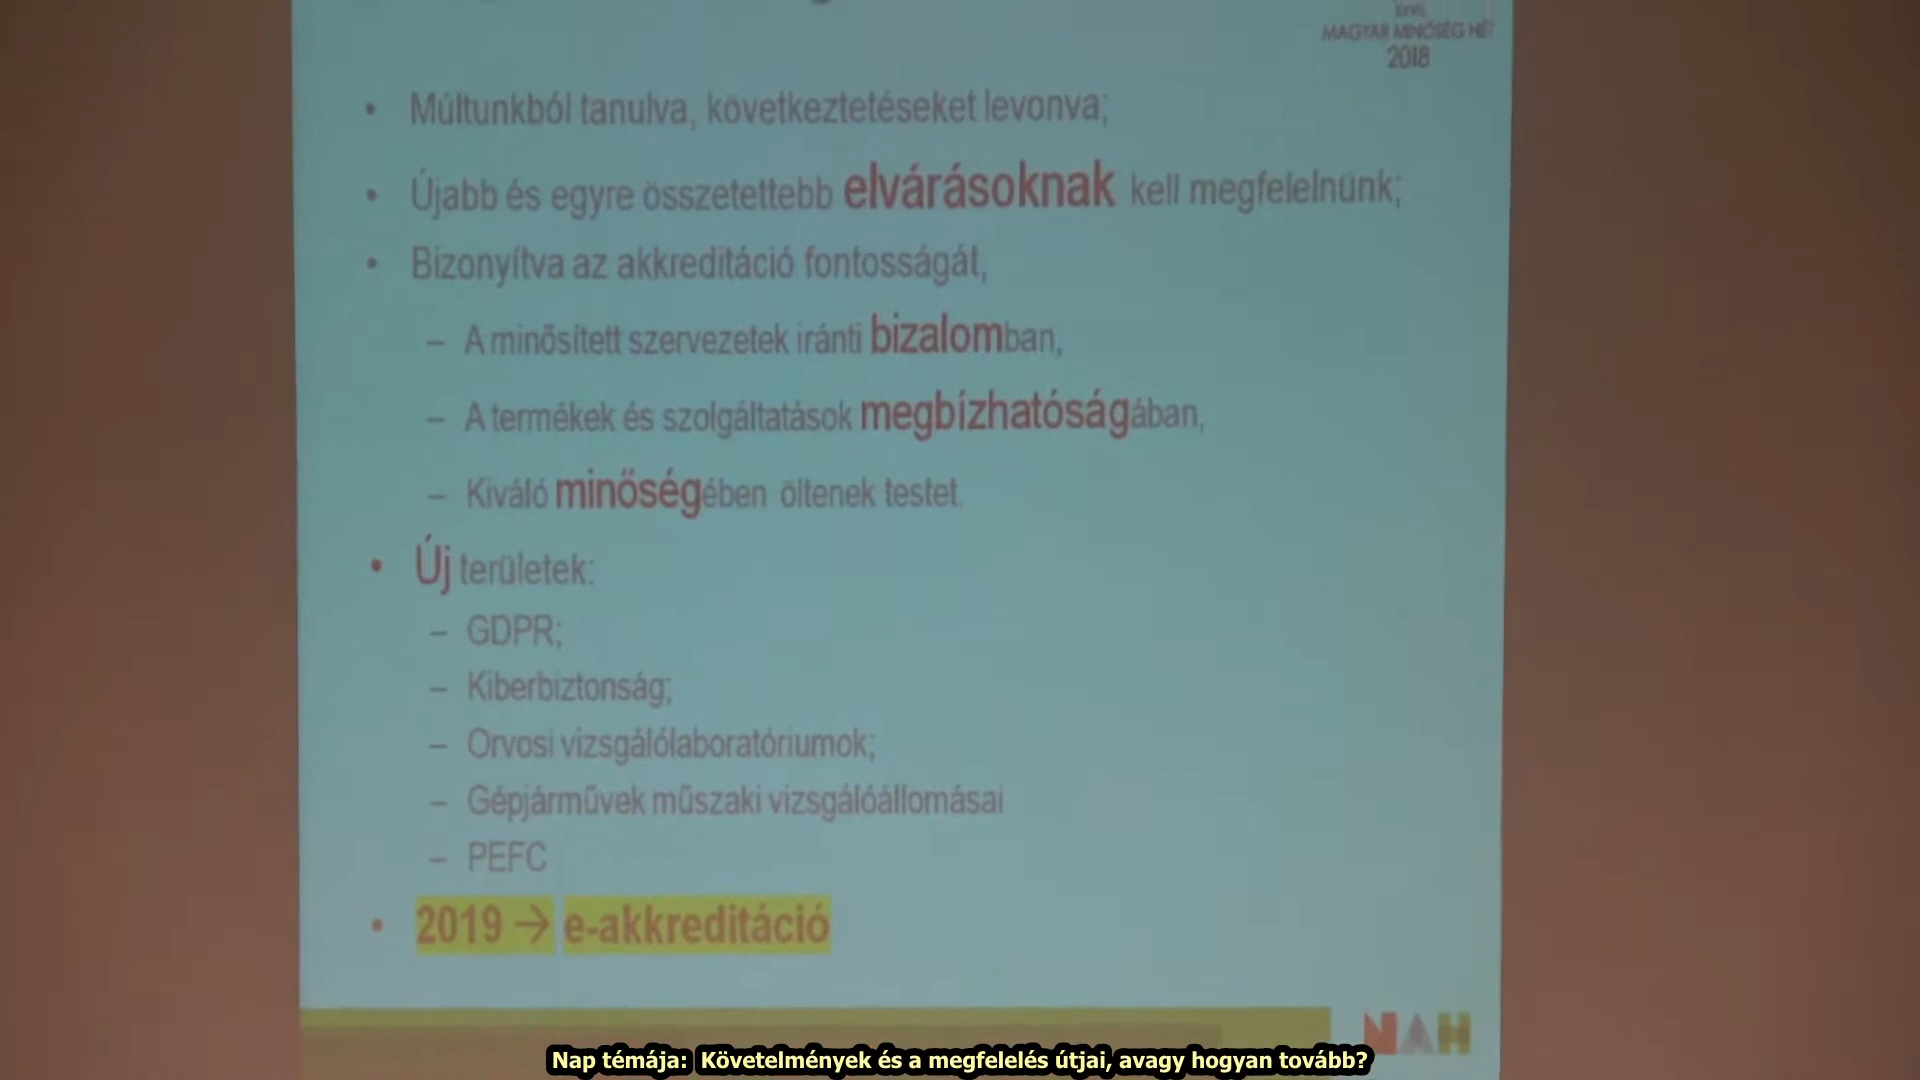 MAGYAR MINŐSÉG HÉT
2018
• Múltunkból tanulva, következtetéseket levonva;
• Újabb és egyre összetettebb elvárásoknak kell megfelelnünk;
• Bizonyítva az akkreditáció fontosságát,
– A minősített szervezetek iránti bizalomban,
– A termékek és szolgáltatások megbízhatóságában,
– Kiváló minőségében öltenek testet.
• Új területek:
– GDPR;
– Kiberbiztonság;
– Orvosi vizsgálólaboratóriumok;
– Gépjárművek műszaki vizsgálóállomásai
– PEFC
• 2019 → e-akkreditáció
NAH
Nap témája: Követelmények és a megfelelés útjai, avagy hogyan tovább?